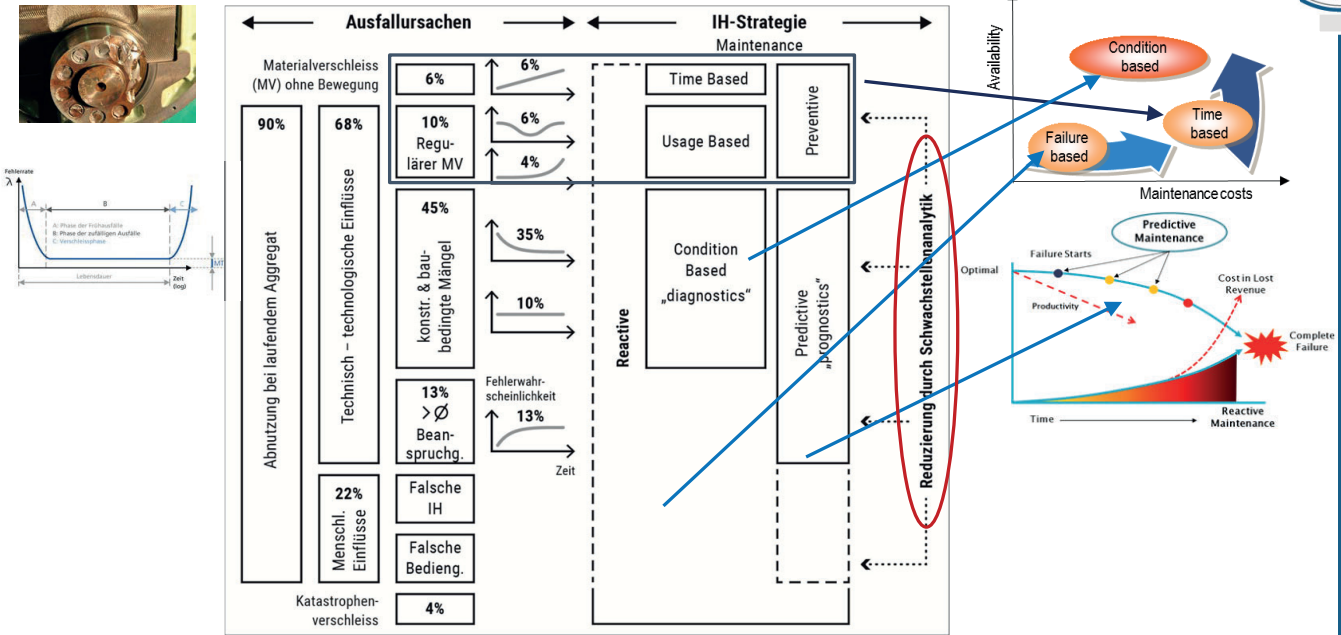 Ausfallursachen
IH-Strategie
Maintenance
Materialverschleiss
(MV) ohne Bewegung
6%
6%
Time Based
90%
68%
10%
Regu-
lärer MV
6%
4%
Usage Based
Preventive
Abnutzung bei laufendem Aggregat
Technisch – technologische Einflüsse
45%
konstr. & bau-
bedingte Mängel
35%
10%
Reactive
Condition
Based
„diagnostics“
Predictive
„prognostics“
Reduzierung durch Schwachstellenanalytik
13%
>Ø
Bean-
spruchg.
Fehlerwahr-
scheinlichkeit
13%
Zeit
22%
Menschl.
Einflüsse
Falsche
IH
Falsche
Bedieng.
Katastrophen-
verschleiss
4%
Fehlerrate
λ
A
B
C
A: Phase der Frühausfälle
B: Phase der zufälligen Ausfälle
C: Verschleissphase
Lebensdauer
Zeit
(log)
MT
Availability
Condition
based
Time
based
Failure
based
Maintenance costs
Predictive
Maintenance
Failure Starts
Optimal
Cost in Lost
Revenue
Productivity
Complete
Failure
Time
Reactive
Maintenance